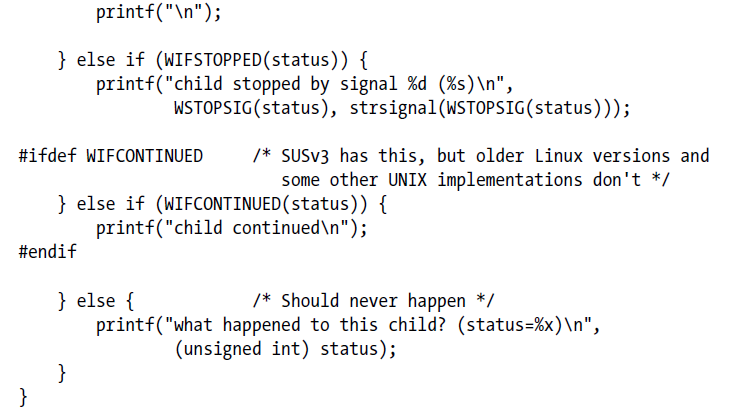 printf("\n");

    } else if (WIFSTOPPED(status)) {
        printf("child stopped by signal %d (%s)\n",
                WSTOPSIG(status), strsignal(WSTOPSIG(status)));

#ifdef WIFCONTINUED     /* SUSv3 has this, but older Linux versions and
                           some other UNIX implementations don't */
    } else if (WIFCONTINUED(status)) {
        printf("child continued\n");
#endif

    } else {            /* Should never happen */
        printf("what happened to this child? (status=%x)\n",
                (unsigned int) status);
    }
}